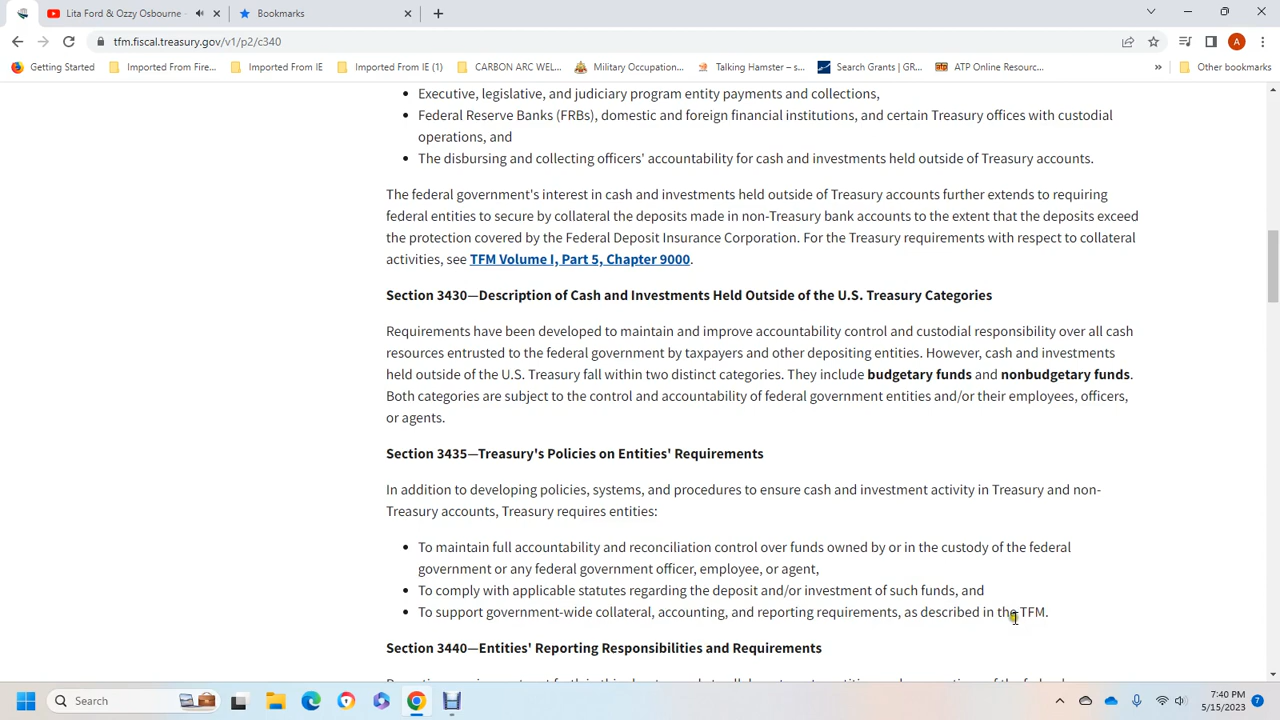 Lita Ford & Ozzy Osbourne -
Bookmarks
tfm.fiscal.treasury.gov/v1/p2/c340
A
Getting Started
Imported From Fire...
Imported From IE
Imported From IE (1)
CARBON ARC WEL...
Military Occupation...
Talking Hamster – s...
Search Grants | GR...
ATP Online Resourc...
»
Other bookmarks
• Executive, legislative, and judiciary program entity payments and collections,
• Federal Reserve Banks (FRBs), domestic and foreign financial institutions, and certain Treasury offices with custodial
operations, and
• The disbursing and collecting officers' accountability for cash and investments held outside of Treasury accounts.
The federal government's interest in cash and investments held outside of Treasury accounts further extends to requiring
federal entities to secure by collateral the deposits made in non-Treasury bank accounts to the extent that the deposits exceed
the protection covered by the Federal Deposit Insurance Corporation. For the Treasury requirements with respect to collateral
activities, see TFM Volume I, Part 5, Chapter 9000.
Section 3430—Description of Cash and Investments Held Outside of the U.S. Treasury Categories
Requirements have been developed to maintain and improve accountability control and custodial responsibility over all cash
resources entrusted to the federal government by taxpayers and other depositing entities. However, cash and investments
held outside of the U.S. Treasury fall within two distinct categories. They include budgetary funds and nonbudgetary funds.
Both categories are subject to the control and accountability of federal government entities and/or their employees, officers,
or agents.
Section 3435—Treasury's Policies on Entities' Requirements
In addition to developing policies, systems, and procedures to ensure cash and investment activity in Treasury and non-
Treasury accounts, Treasury requires entities:
• To maintain full accountability and reconciliation control over funds owned by or in the custody of the federal
government or any federal government officer, employee, or agent,
• To comply with applicable statutes regarding the deposit and/or investment of such funds, and
• To support government-wide collateral, accounting, and reporting requirements, as described in the TFM.
Section 3440—Entities' Reporting Responsibilities and Requirements
Search
7:40 PM
5/15/2023
7